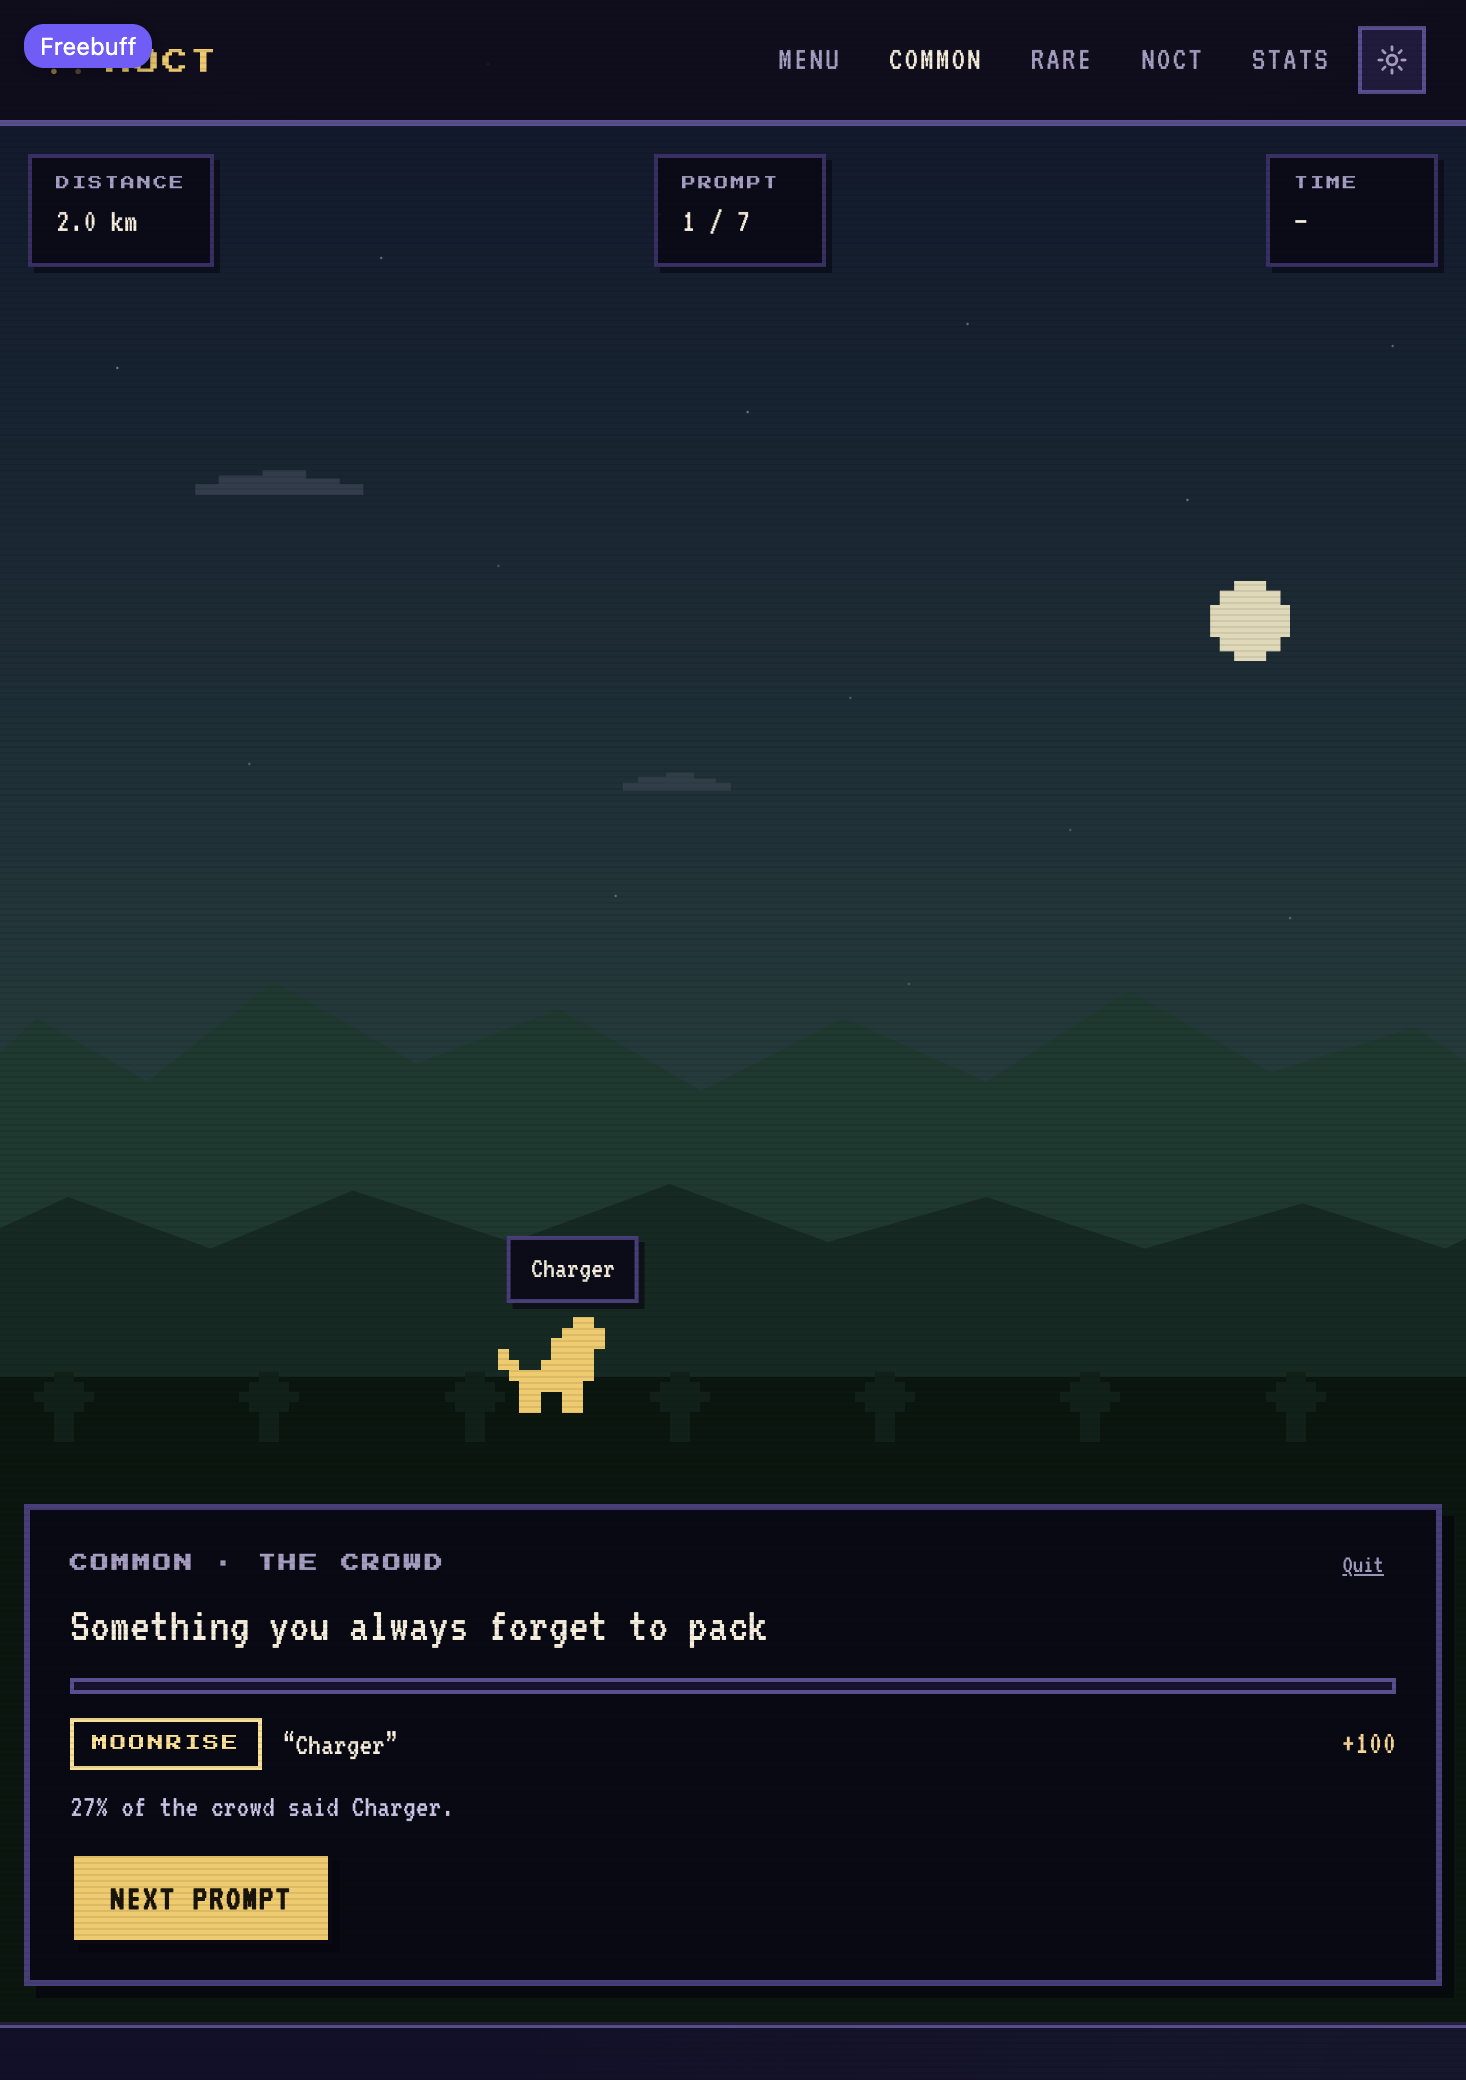 Freebuff
MENU COMMON RARE NOCT STATS
DISTANCE
2.0 km
PROMPT
1 / 7
TIME
–
Charger
COMMON · THE CROWD
Quit
Something you always forget to pack
MOONRISE “Charger” +100
27% of the crowd said Charger.
NEXT PROMPT